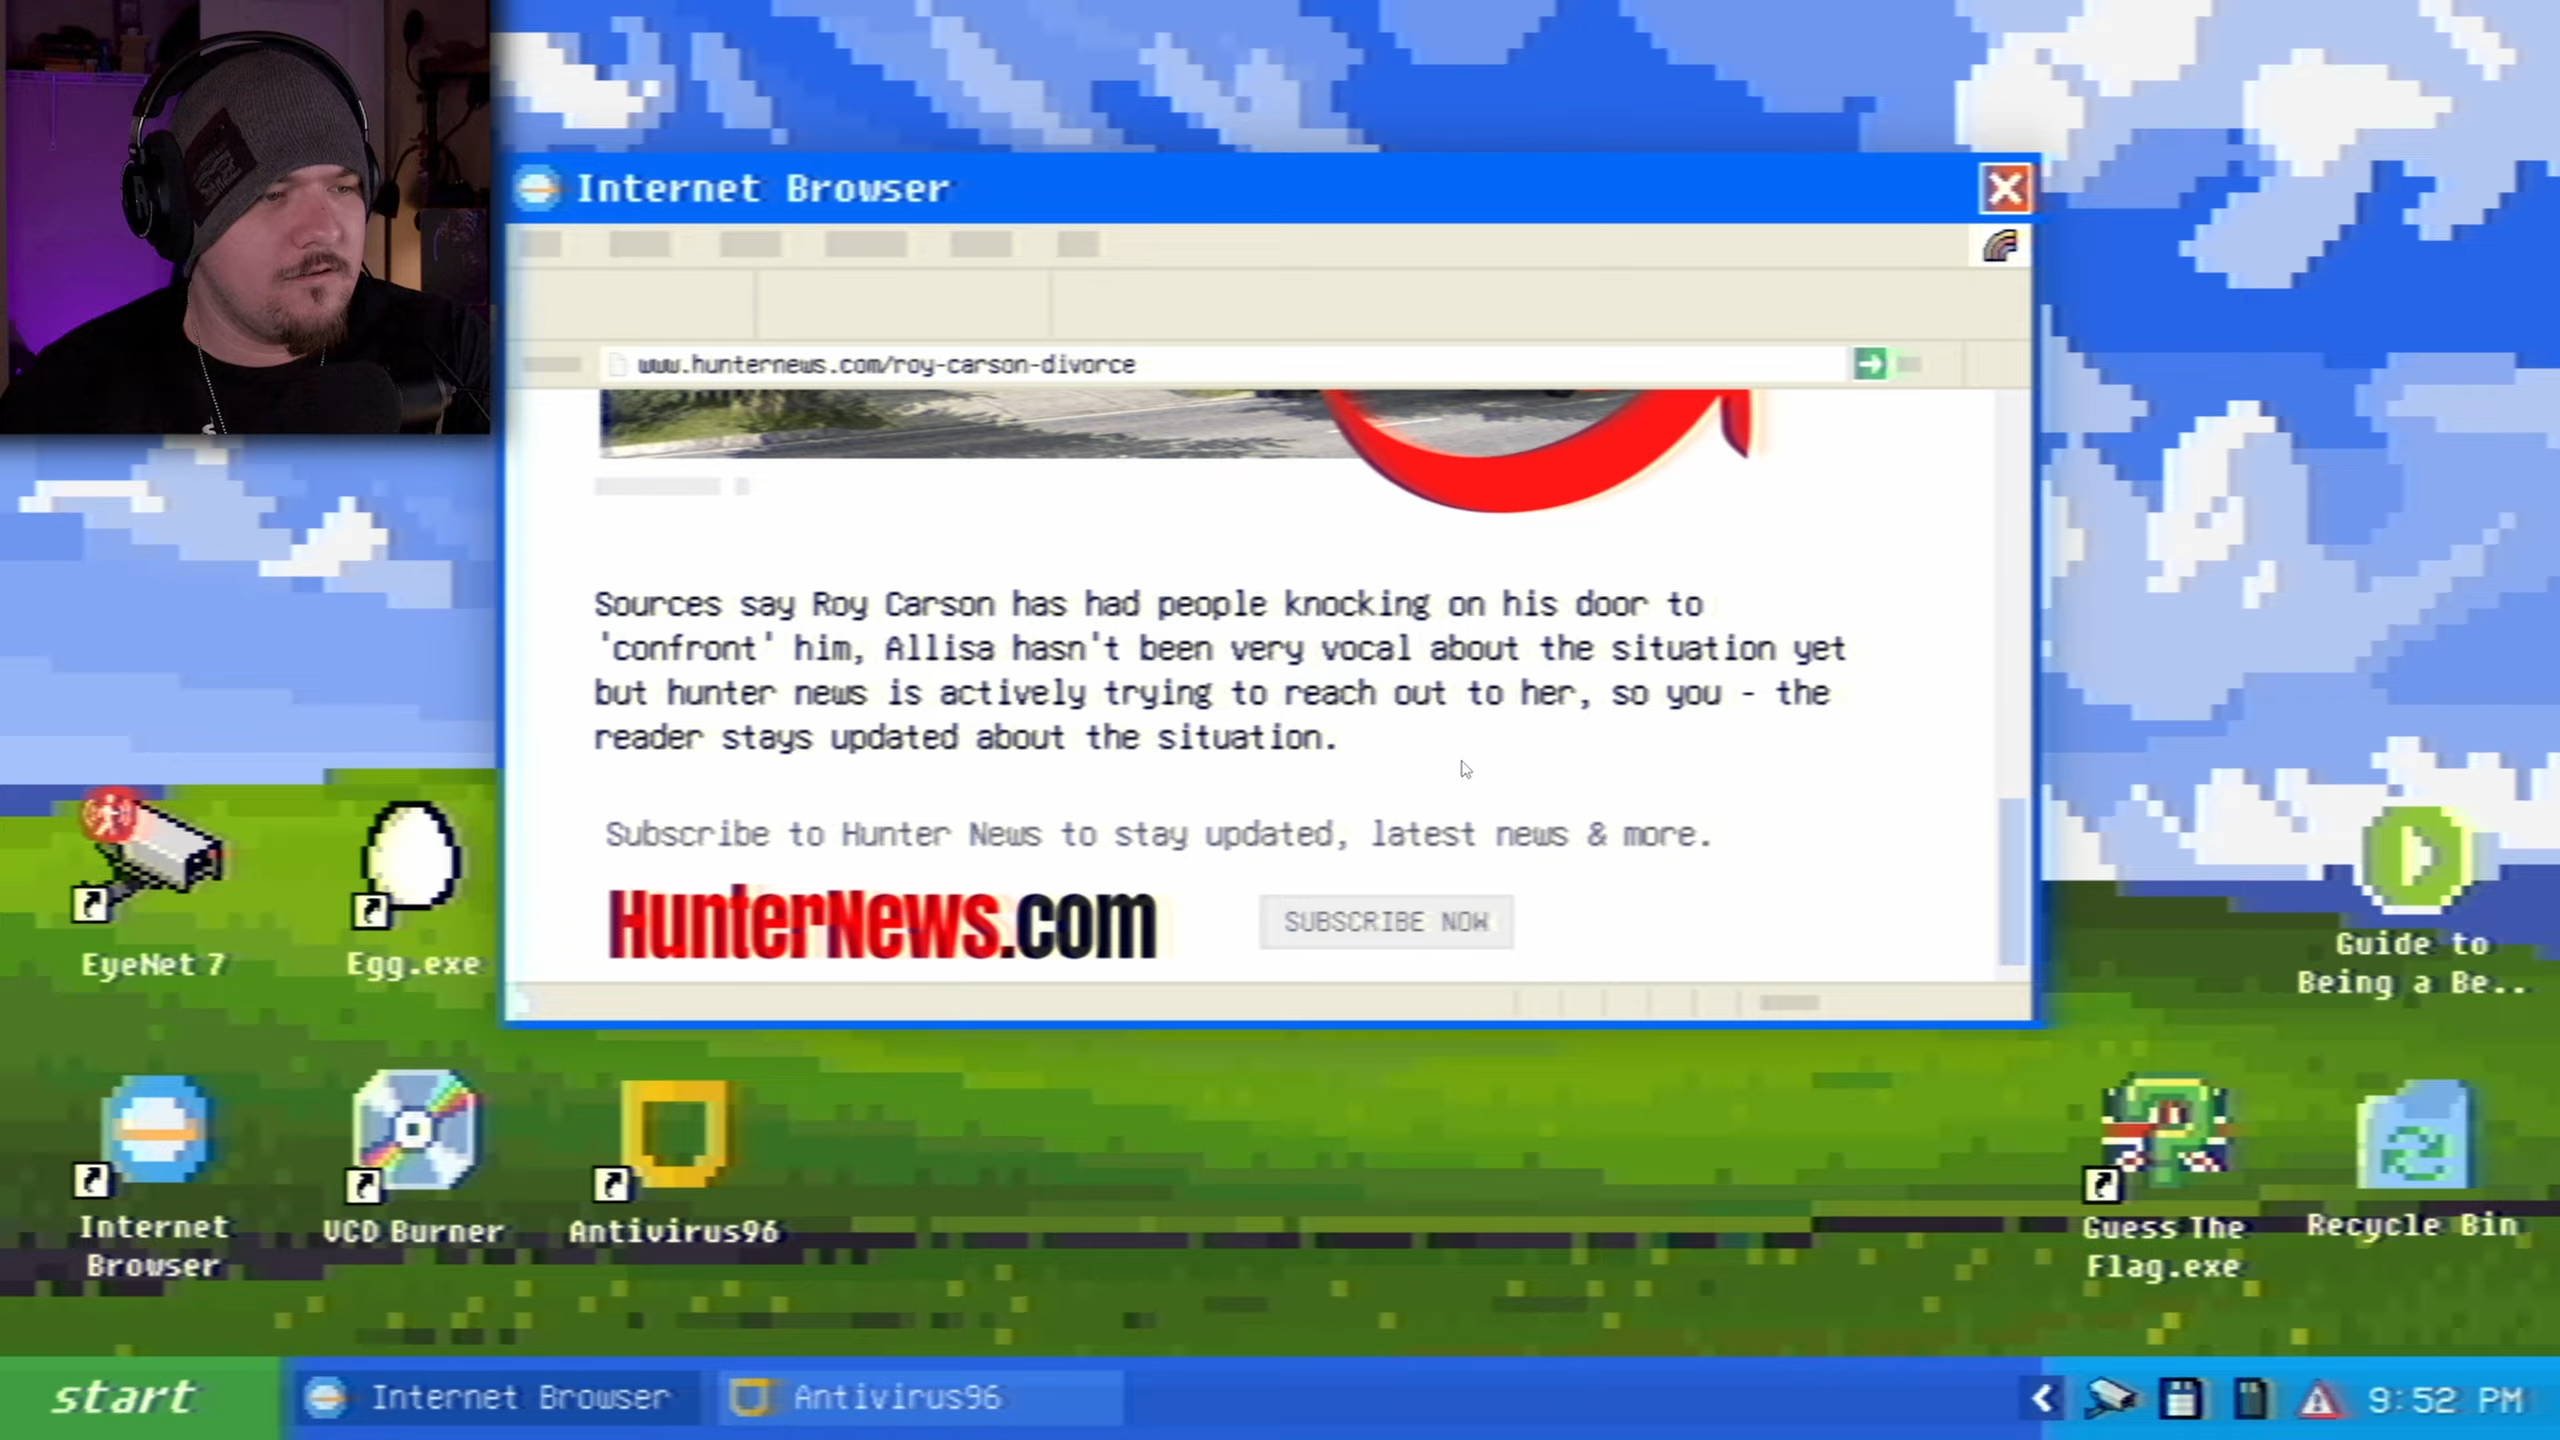 Internet Browser
www.hunternews.com/roy-carson-divorce
Sources say Roy Carson has had people knocking on his door to
'confront' him, Allisa hasn't been very vocal about the situation yet
but hunter news is actively trying to reach out to her, so you - the
reader stays updated about the situation.
Subscribe to Hunter News to stay updated, latest news & more.
HunterNews.com
SUBSCRIBE NOW
EyeNet 7
Egg.exe
Guide to
Being a Be..
Internet
Browser
VCD Burner
Antivirus96
Guess The
Flag.exe
Recycle Bin
start
Internet Browser
Antivirus96
9:52 PM